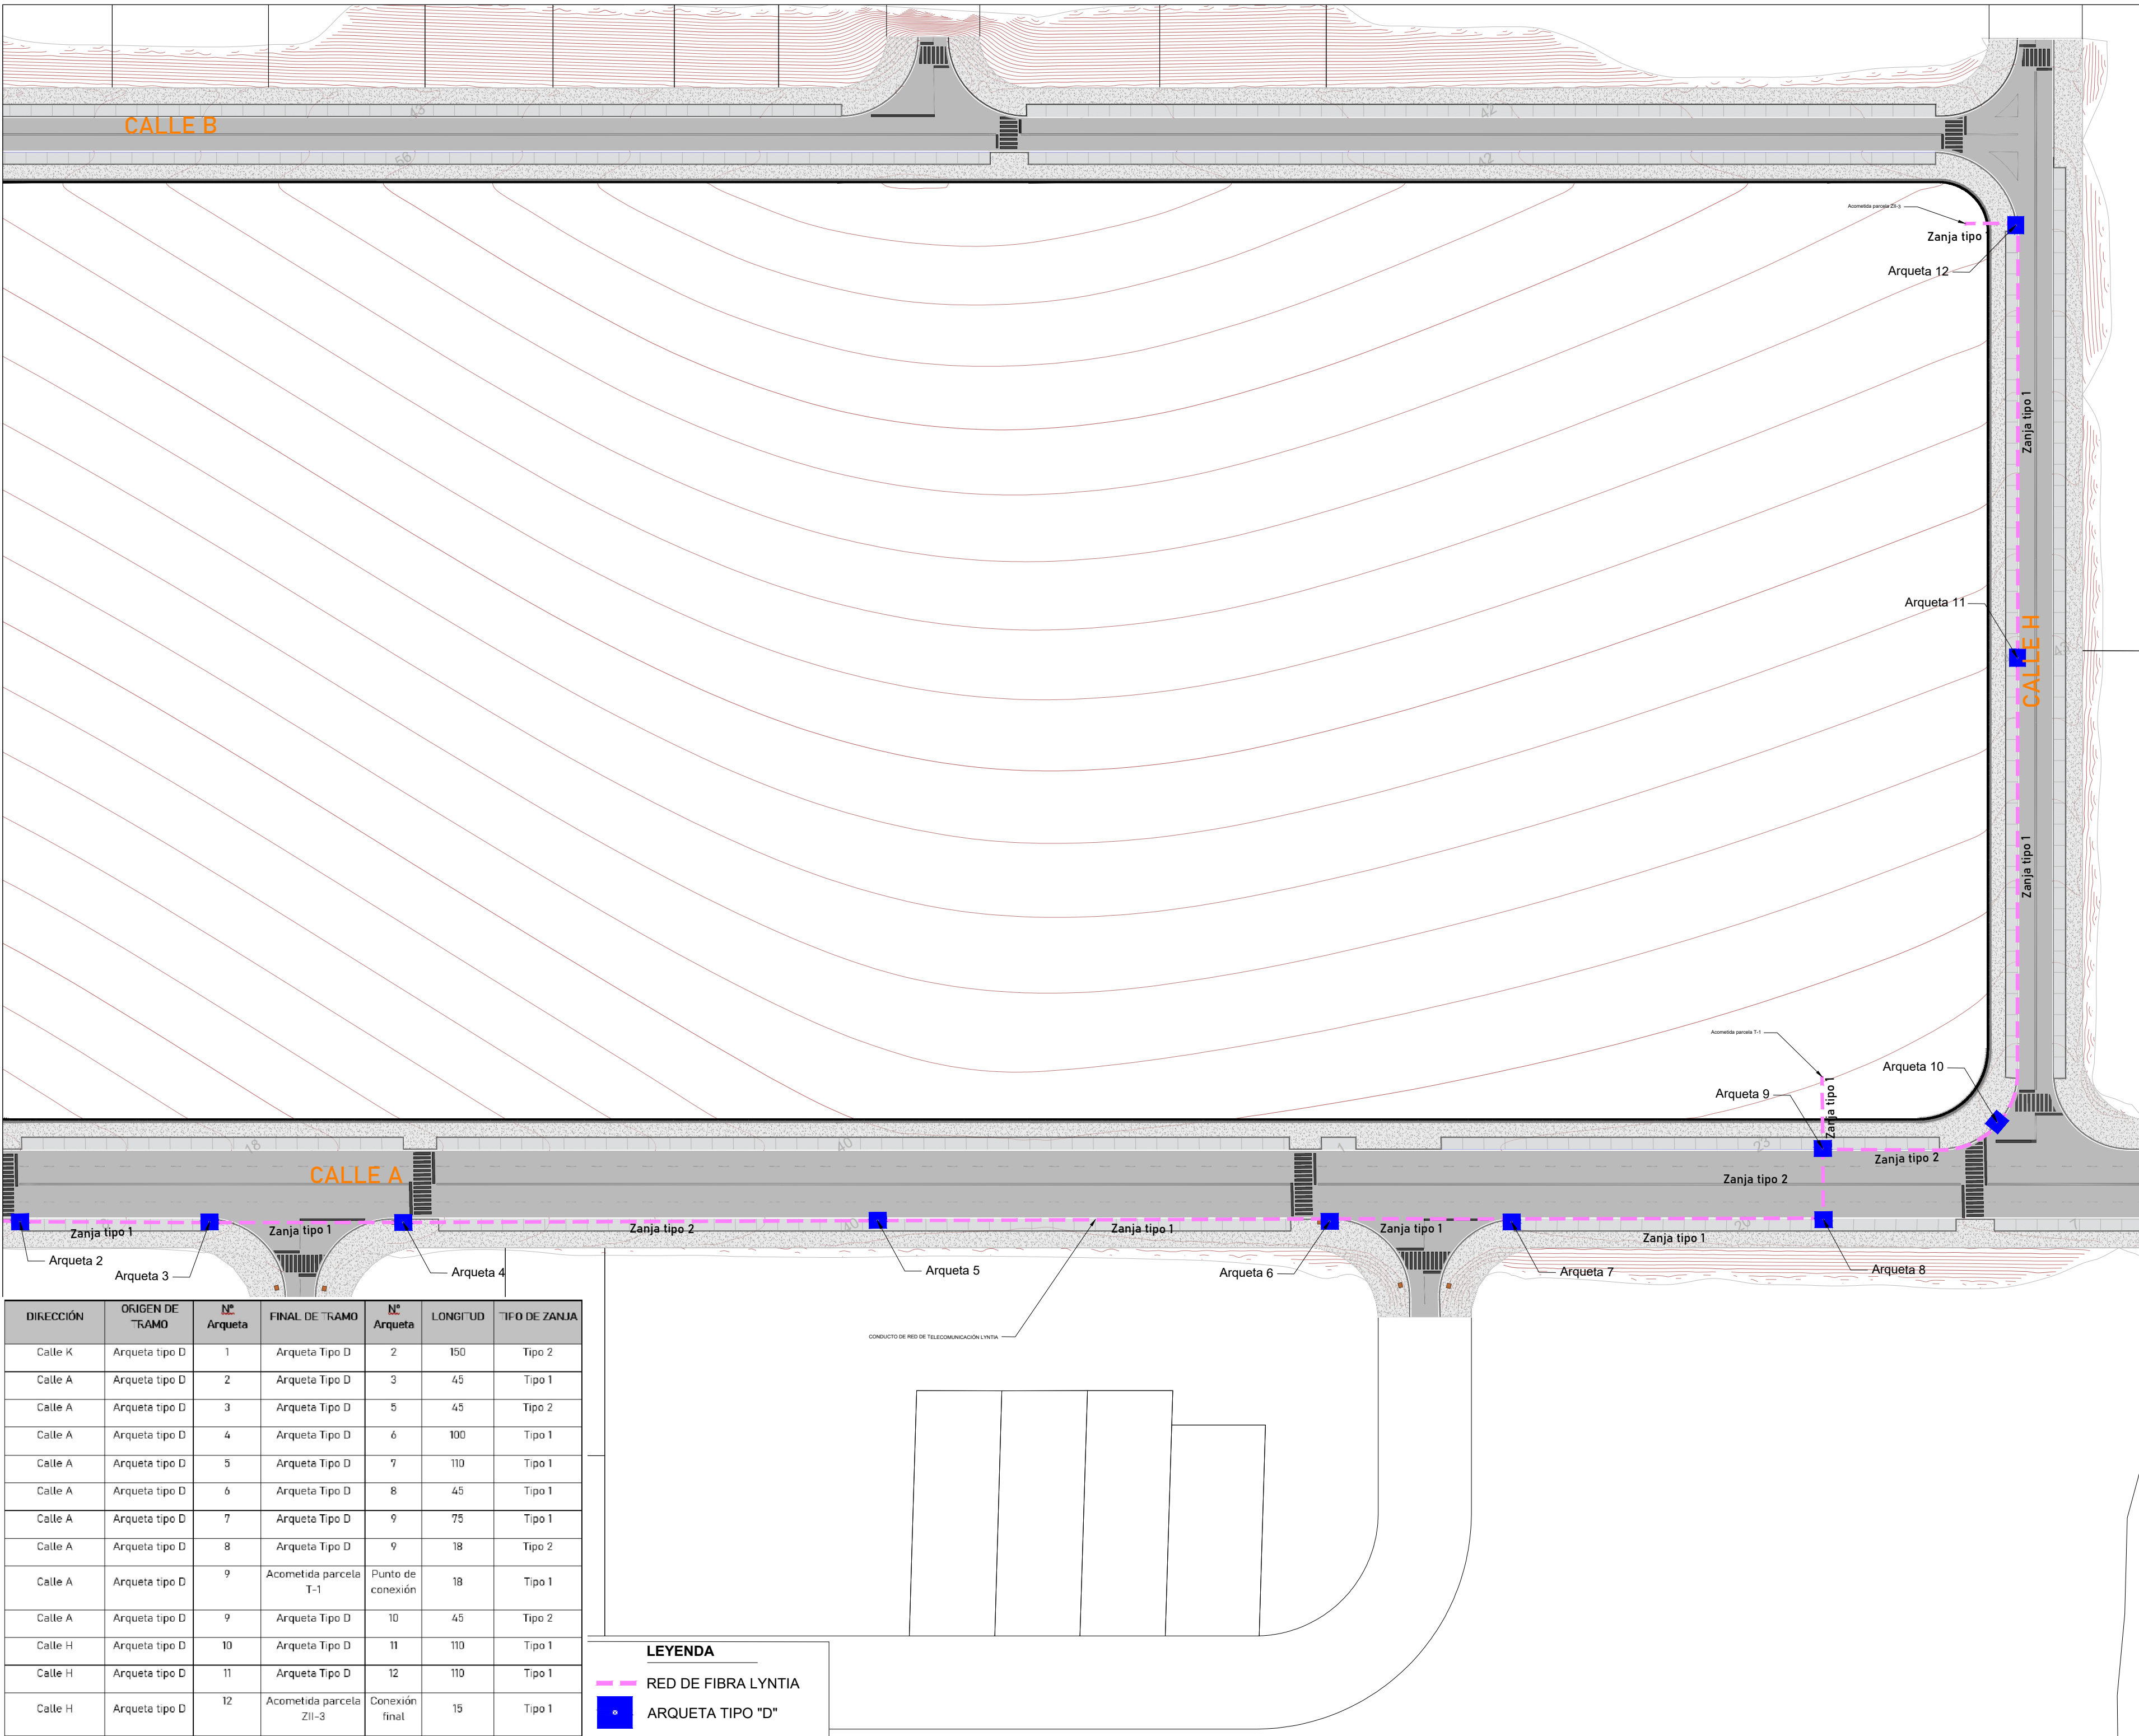 CALLE B
43
42
56
42
Acometida parcela ZII-3
Zanja tipo
Arqueta 12
Zanja tipo 1
Arqueta 11
CALLE H
Zanja tipo 1
Acometida parcela T-1
Arqueta 10
Arqueta 9
Zanja tipo 1
18
40
1
23
Zanja tipo 2
CALLE A
Zanja tipo 2
Zanja tipo 1
Zanja tipo 1
Zanja tipo 2
40
Zanja tipo 1
Zanja tipo 1
20
7
Zanja tipo 1
Arqueta 2
Arqueta 3
Arqueta 4
Arqueta 5
Arqueta 6
Arqueta 7
Arqueta 8
CONDUCTO DE RED DE TELECOMUNICACIÓN LYNTIA
DIRECCIÓN ORIGEN DE TRAMO Nº Arqueta FINAL DE TRAMO Nº Arqueta LONGITUD TIPO DE ZANJA
Calle K Arqueta tipo D 1 Arqueta Tipo D 2 150 Tipo 2
Calle A Arqueta tipo D 2 Arqueta Tipo D 3 45 Tipo 1
Calle A Arqueta tipo D 3 Arqueta Tipo D 5 45 Tipo 2
Calle A Arqueta tipo D 4 Arqueta Tipo D 6 100 Tipo 1
Calle A Arqueta tipo D 5 Arqueta Tipo D 7 110 Tipo 1
Calle A Arqueta tipo D 6 Arqueta Tipo D 8 45 Tipo 1
Calle A Arqueta tipo D 7 Arqueta Tipo D 9 75 Tipo 1
Calle A Arqueta tipo D 8 Arqueta Tipo D 9 18 Tipo 2
Calle A Arqueta tipo D 9 Acometida parcela T-1 Punto de conexión 18 Tipo 1
Calle A Arqueta tipo D 9 Arqueta Tipo D 10 45 Tipo 2
Calle H Arqueta tipo D 10 Arqueta Tipo D 11 110 Tipo 1
Calle H Arqueta tipo D 11 Arqueta Tipo D 12 110 Tipo 1
Calle H Arqueta tipo D 12 Acometida parcela ZII-3 Conexión final 15 Tipo 1
LEYENDA
RED DE FIBRA LYNTIA
ARQUETA TIPO "D"